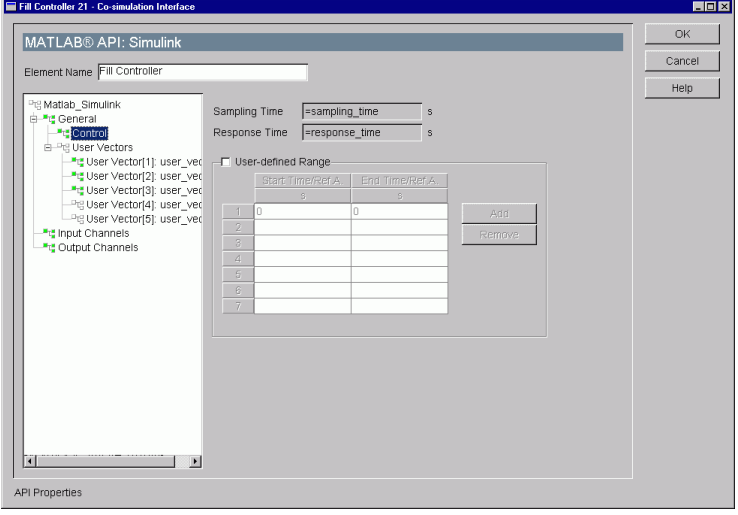 Fill Controller 21 - Co-simulation Interface
MATLAB® API: Simulink
Element Name Fill Controller
OK
Cancel
Help
Matlab_Simulink
General
Control
User Vectors
User Vector[1]: user_vec
User Vector[2]: user_vec
User Vector[3]: user_vec
User Vector[4]: user_vec
User Vector[5]: user_vec
Input Channels
Output Channels
Sampling Time =sampling_time s
Response Time =response_time s
User-defined Range
Start Time/Ref A. End Time/Ref A.
s s
1 0 0
2
3
4
5
6
7
Add
Remove
API Properties